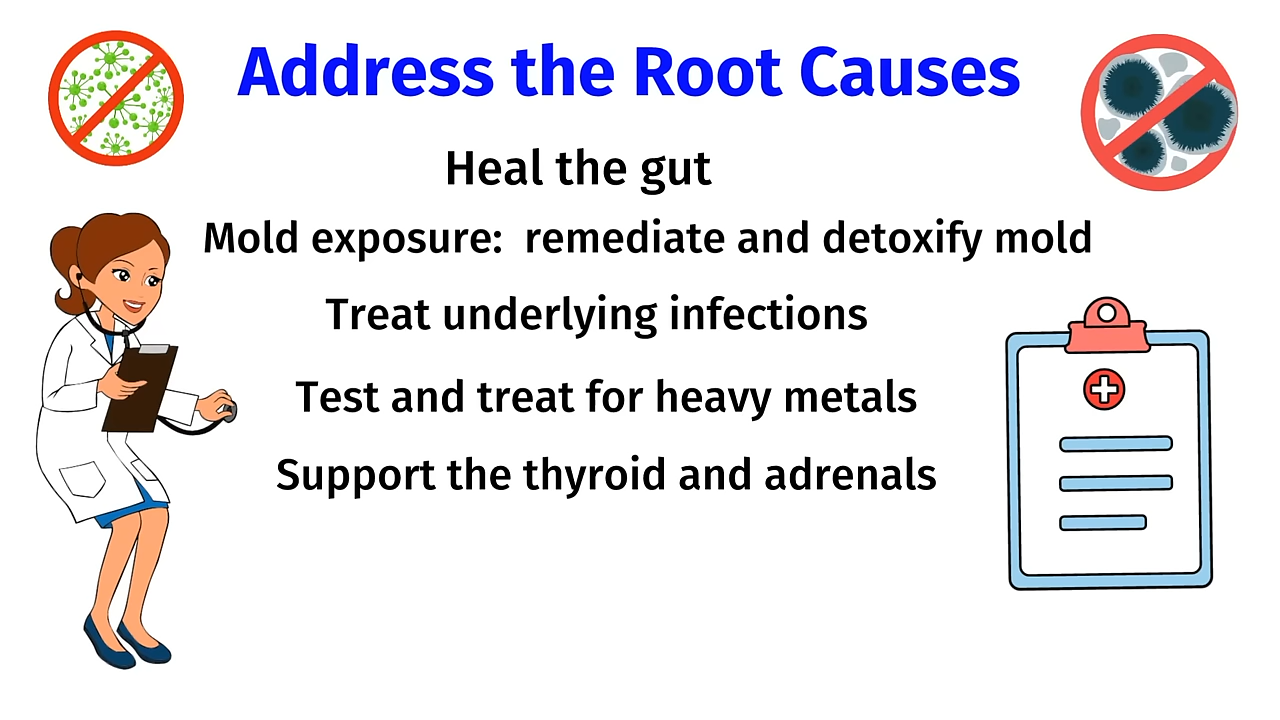 Address the Root Causes
Heal the gut
Mold exposure: remediate and detoxify mold
Treat underlying infections
Test and treat for heavy metals
Support the thyroid and adrenals